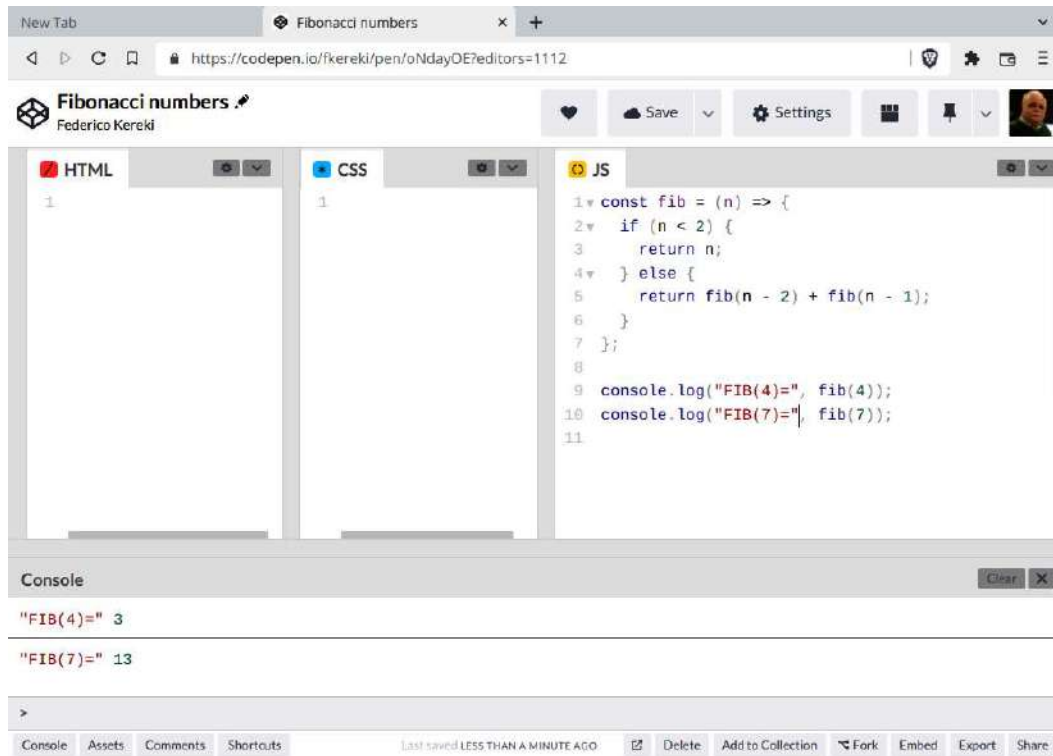 New Tab
Fibonacci numbers
https://codepen.io/fkereki/pen/oNdayOE?editors=1112
Fibonacci numbers
Federico Kereki
Save
Settings
HTML
CSS
JS
1
1
1 const fib = (n) => {
2 if (n < 2) {
3 return n;
4 } else {
5 return fib(n - 2) + fib(n - 1);
6 }
7 };
8
9 console.log("FIB(4)=", fib(4));
10 console.log("FIB(7)=", fib(7));
11
Console
Clear
"FIB(4)=" 3
"FIB(7)=" 13
>
Console Assets Comments Shortcuts Last saved LESS THAN A MINUTE AGO Delete Add to Collection Fork Embed Export Share